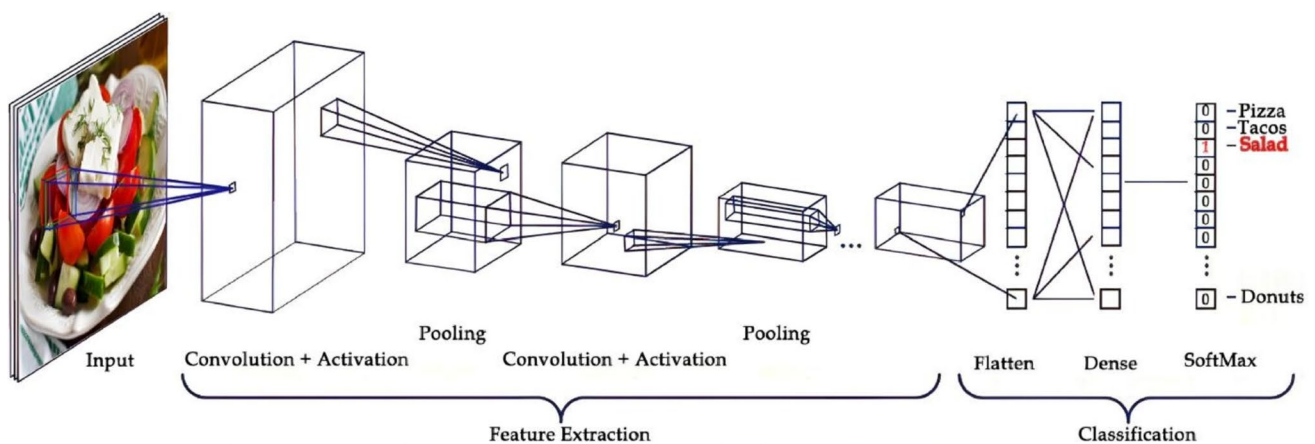 0 – Pizza
0 – Tacos
1 – Salad
0
0
0
0
0
0 – Donuts
Pooling
Pooling
Input
Convolution + Activation
Convolution + Activation
Flatten
Dense
SoftMax
Feature Extraction
Classification